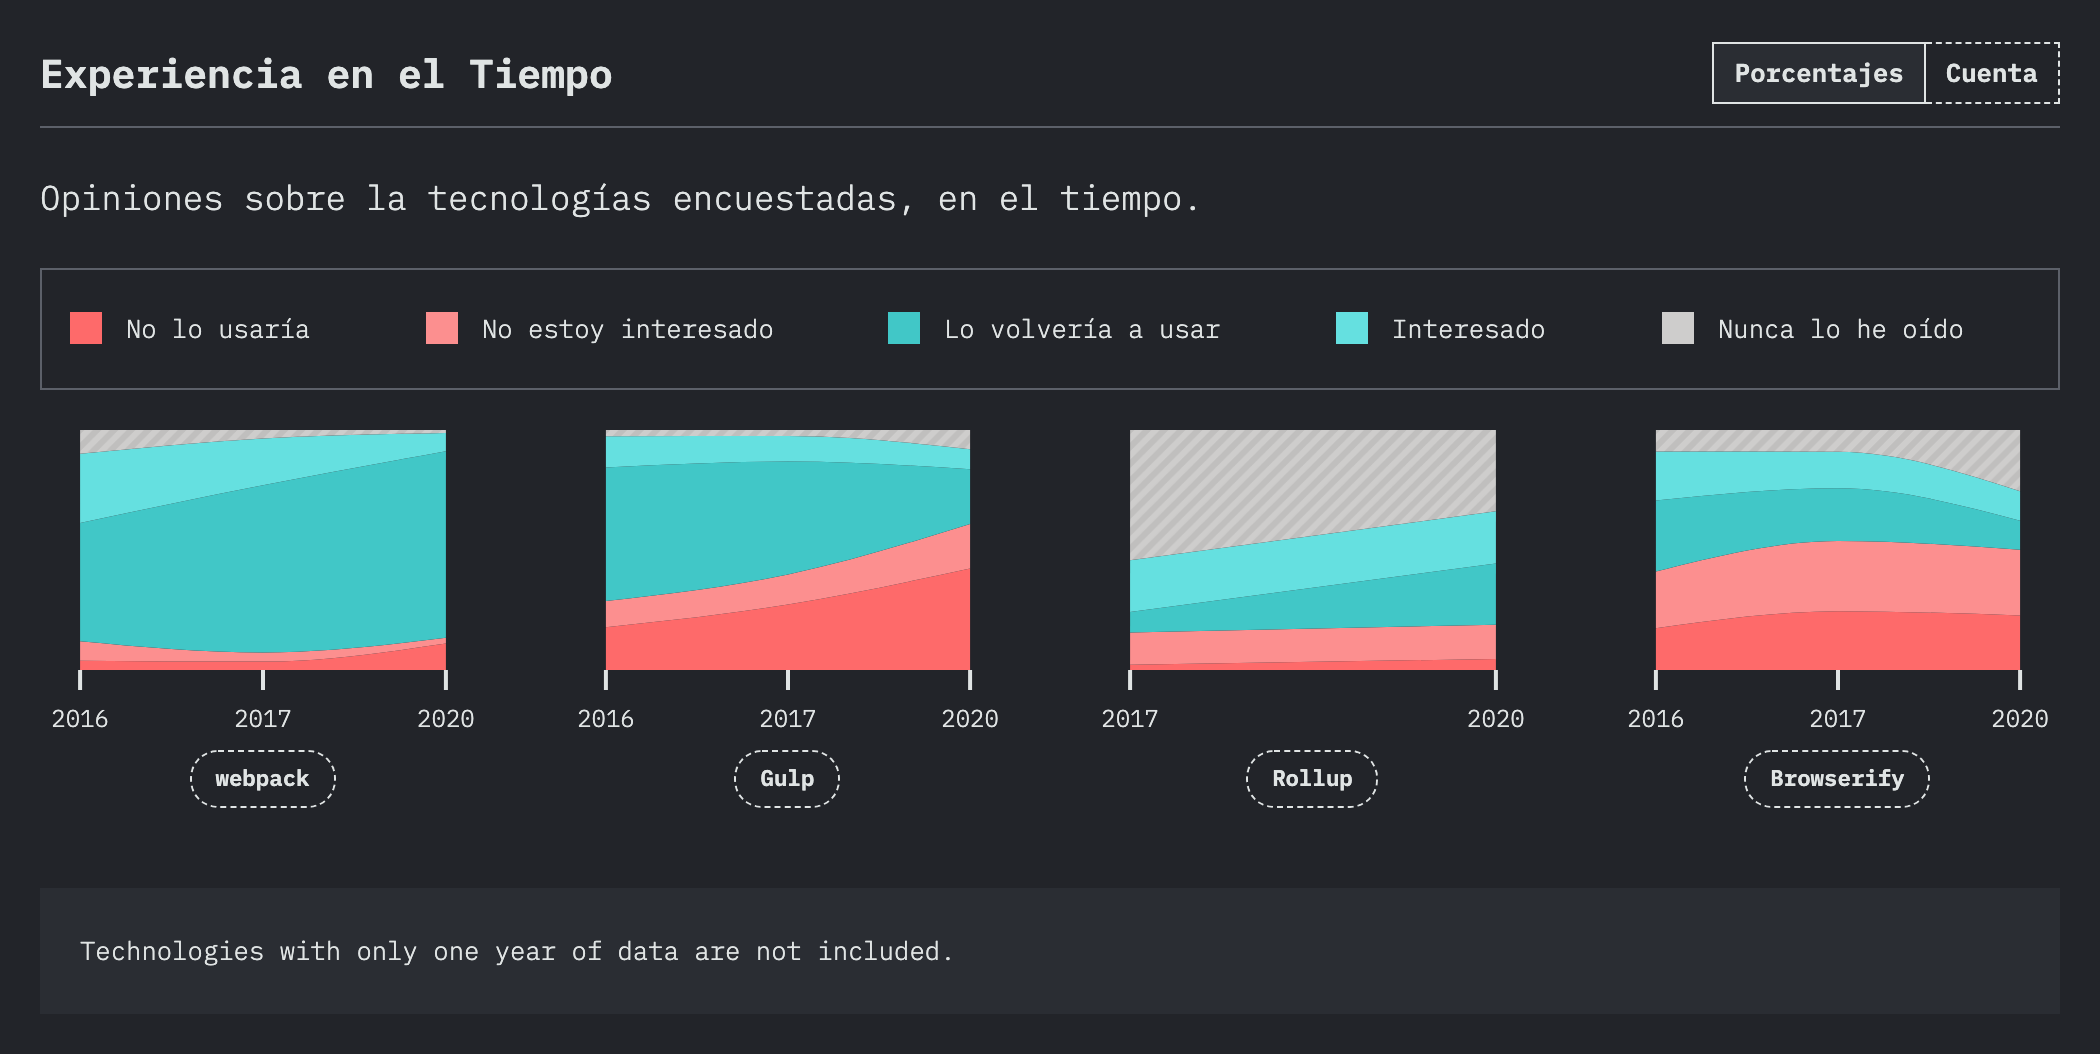 Experiencia en el Tiempo
Porcentajes Cuenta
Opiniones sobre la tecnologías encuestadas, en el tiempo.
No lo usaría No estoy interesado Lo volvería a usar Interesado Nunca lo he oído
2016 2017 2020 2016 2017 2020 2017 2020 2016 2017 2020
webpack Gulp Rollup Browserify
Technologies with only one year of data are not included.